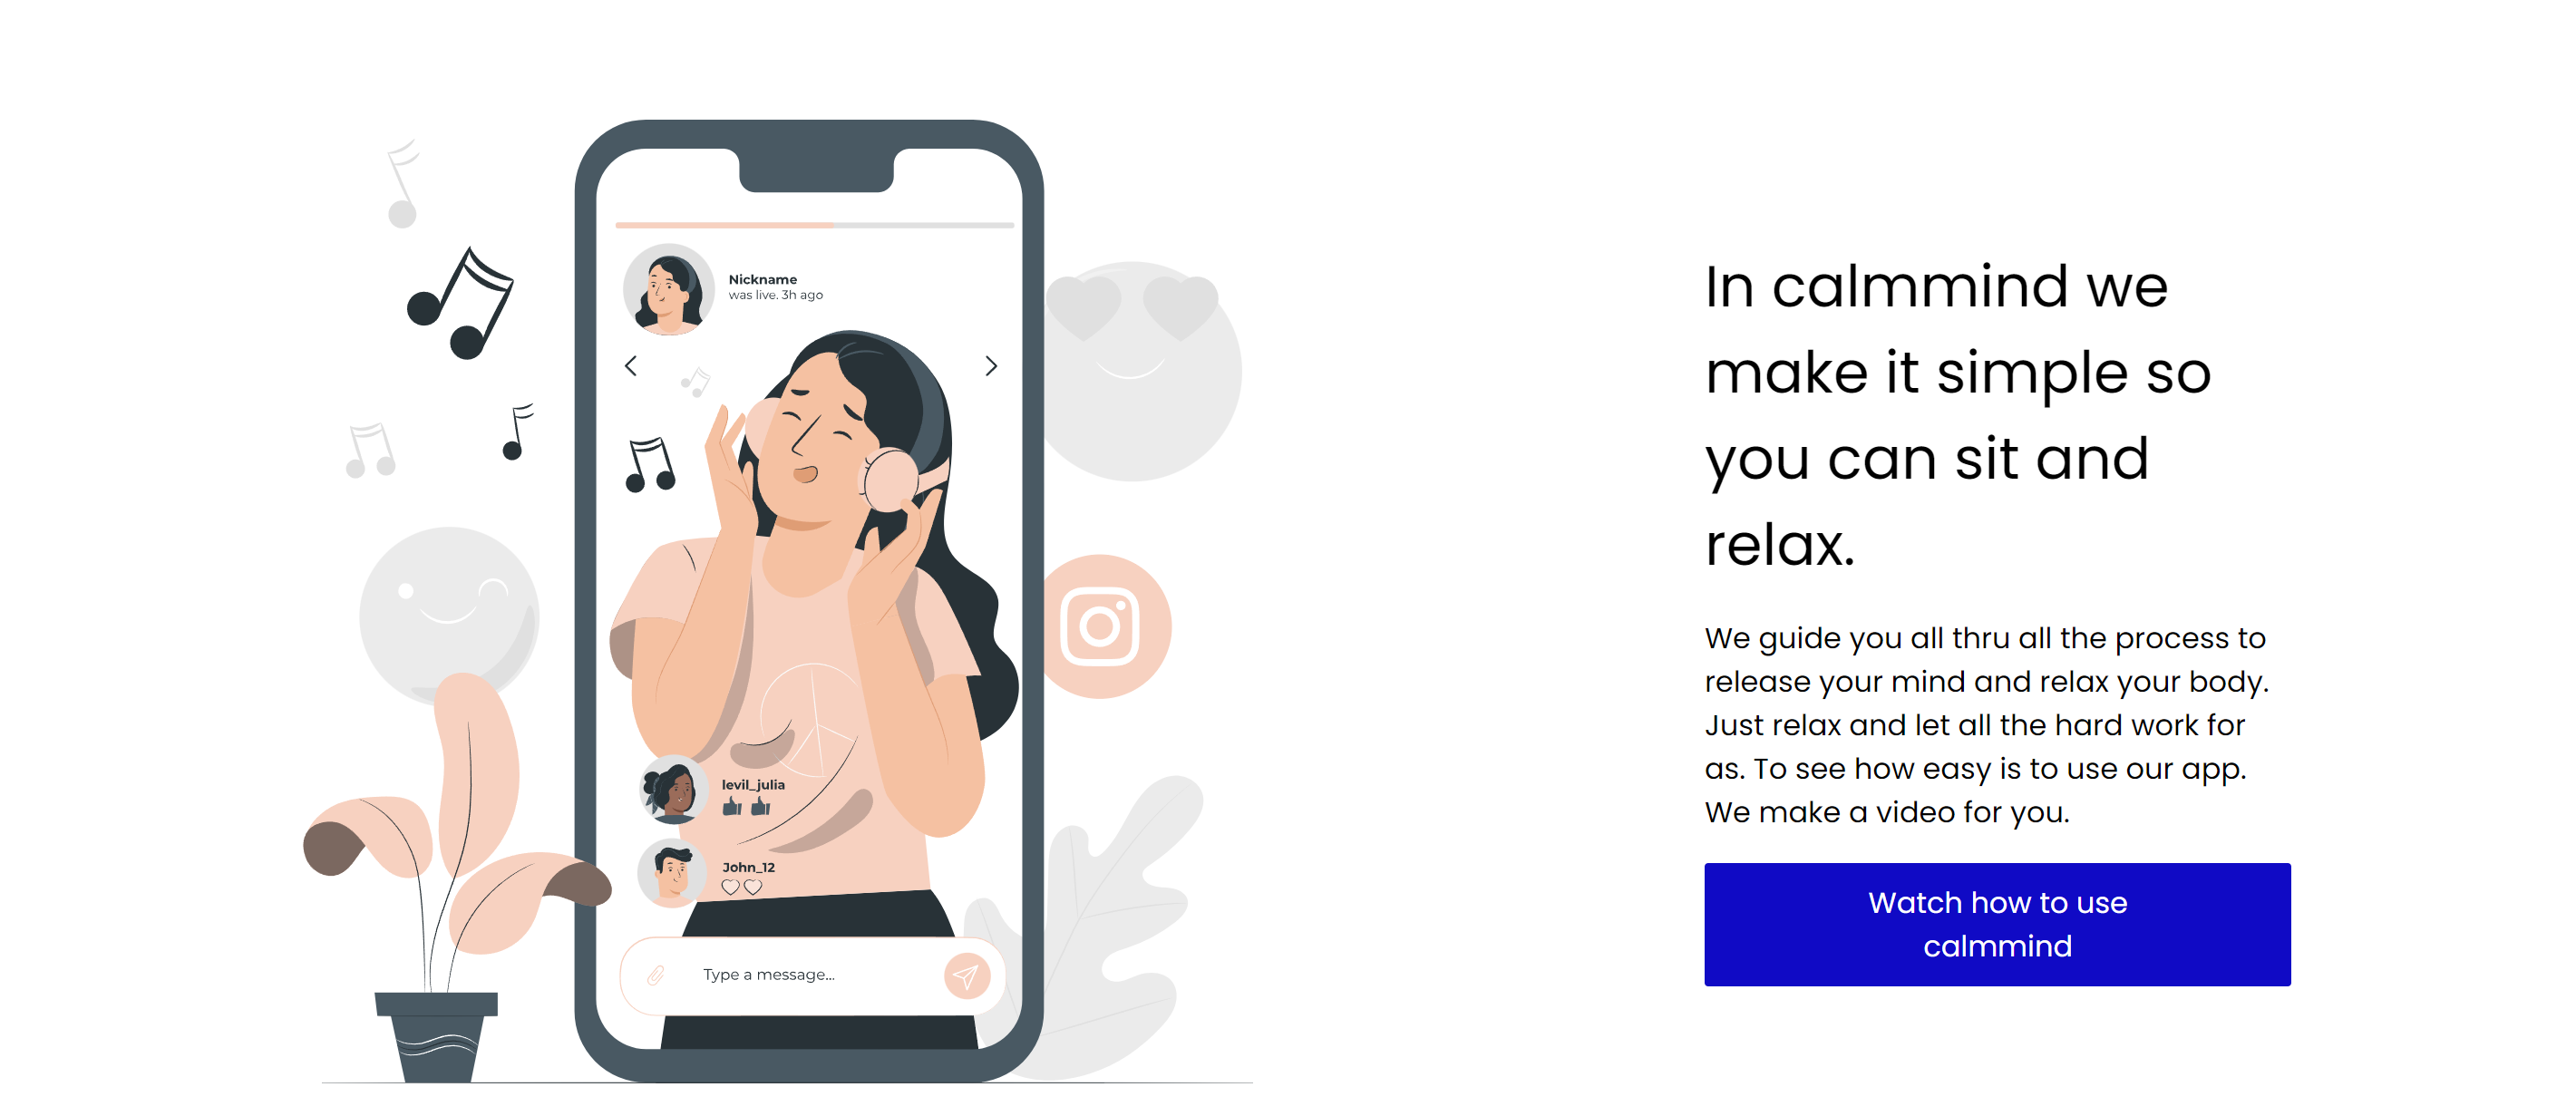 Nickname
was live. 3h ago
levil_julia
John_12
Type a message...
In calmmind we
make it simple so
you can sit and
relax.
We guide you all thru all the process to
release your mind and relax your body.
Just relax and let all the hard work for
as. To see how easy is to use our app.
We make a video for you.
Watch how to use
calmmind